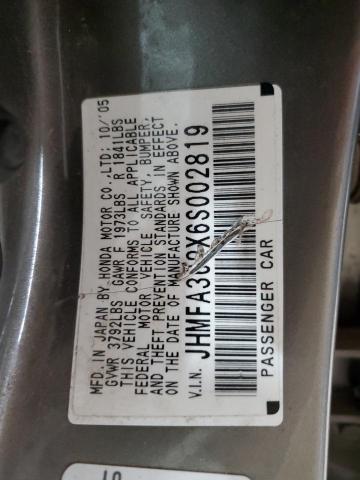 MFD. IN JAPAN BY HONDA MOTOR CO.,LTD; 10/'05
GVWR 3792LBS GAWR F 1973LBS R 1841LBS
THIS VEHICLE CONFORMS TO ALL APPLICABLE
FEDERAL MOTOR VEHICLE SAFETY, BUMPER,
AND THEFT PREVENTION STANDARDS IN EFFECT
ON THE DATE OF MANUFACTURE SHOWN ABOVE.
V.I.N. JHMFA362X6S002819
PASSENGER CAR